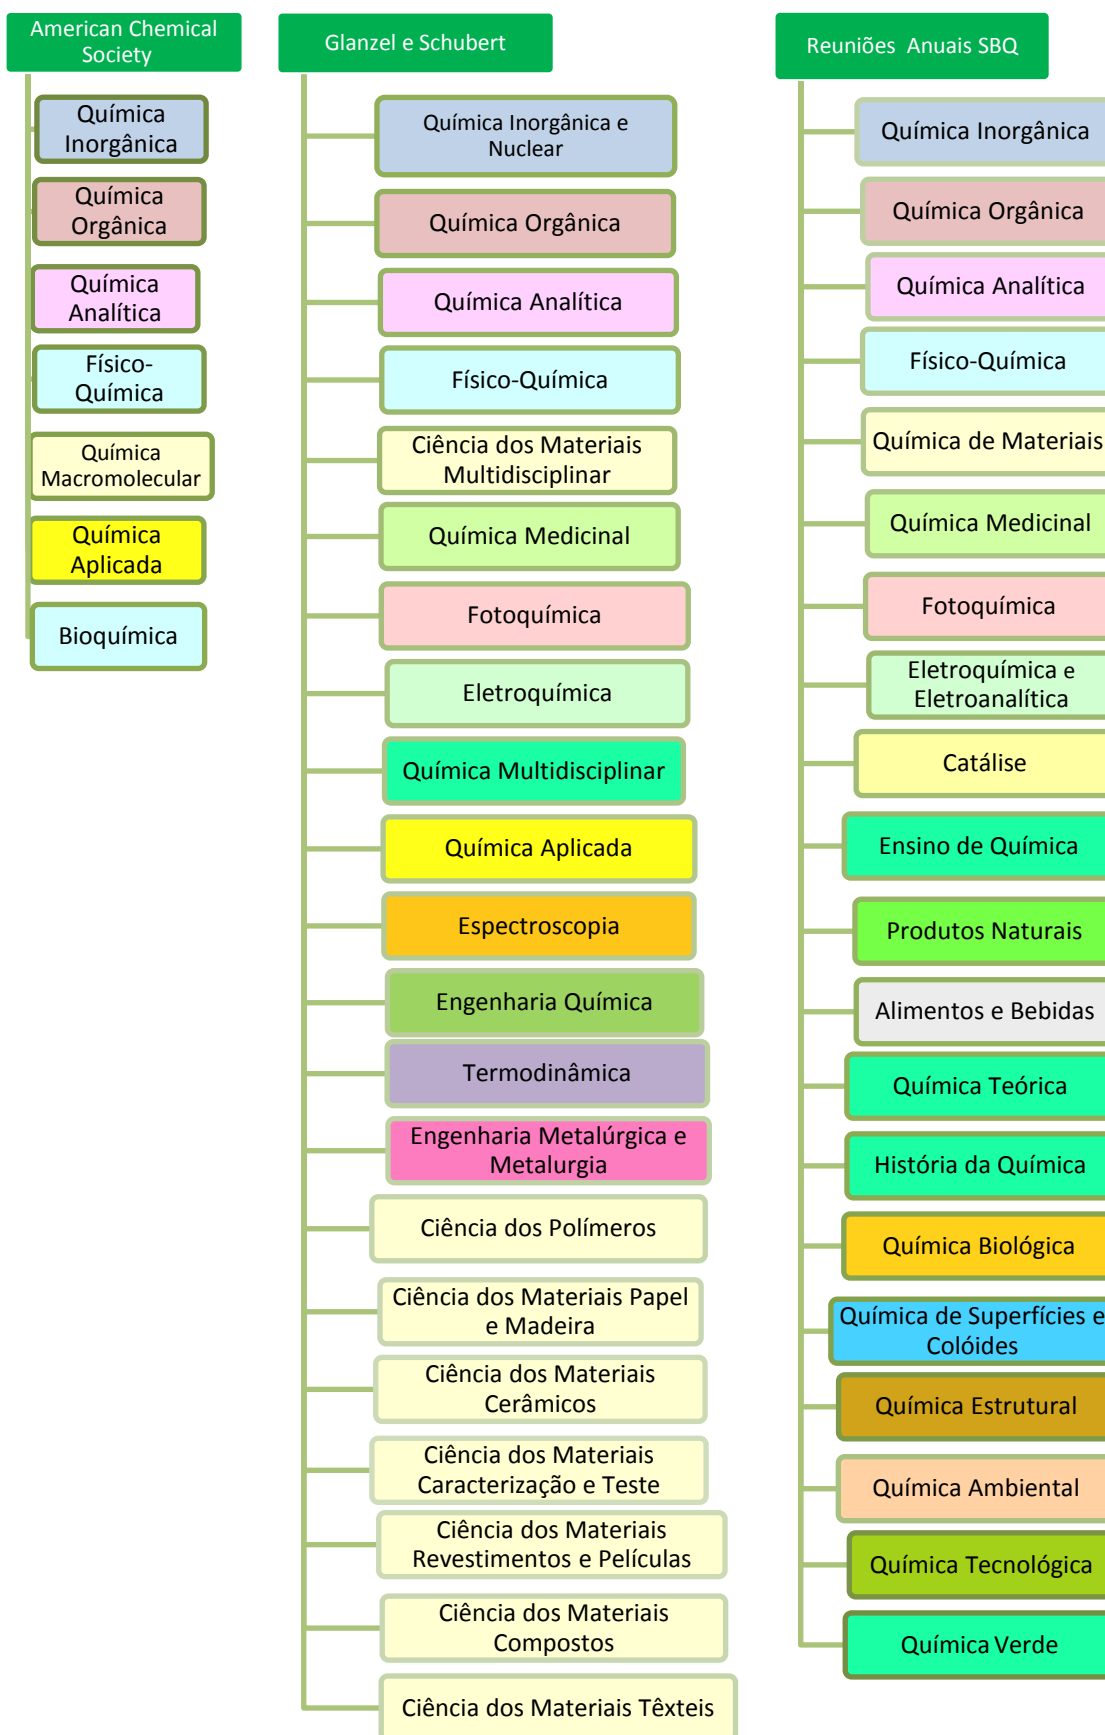 American Chemical
Society
Química
Inorgânica
Química
Orgânica
Química
Analítica
Físico-
Química
Química
Macromolecular
Química
Aplicada
Bioquímica
Glanzel e Schubert
Química Inorgânica e
Nuclear
Química Orgânica
Química Analítica
Físico-Química
Ciência dos Materiais
Multidisciplinar
Química Medicinal
Fotoquímica
Eletroquímica
Química Multidisciplinar
Química Aplicada
Espectroscopia
Engenharia Química
Termodinâmica
Engenharia Metalúrgica e
Metalurgia
Ciência dos Polímeros
Ciência dos Materiais Papel
e Madeira
Ciência dos Materiais
Cerâmicos
Ciência dos Materiais
Caracterização e Teste
Ciência dos Materiais
Revestimentos e Películas
Ciência dos Materiais
Compostos
Ciência dos Materiais Têxteis
Reuniões Anuais SBQ
Química Inorgânica
Química Orgânica
Química Analítica
Físico-Química
Química de Materiais
Química Medicinal
Fotoquímica
Eletroquímica e
Eletroanalítica
Catálise
Ensino de Química
Produtos Naturais
Alimentos e Bebidas
Química Teórica
História da Química
Química Biológica
Química de Superfícies e
Colóides
Química Estrutural
Química Ambiental
Química Tecnológica
Química Verde